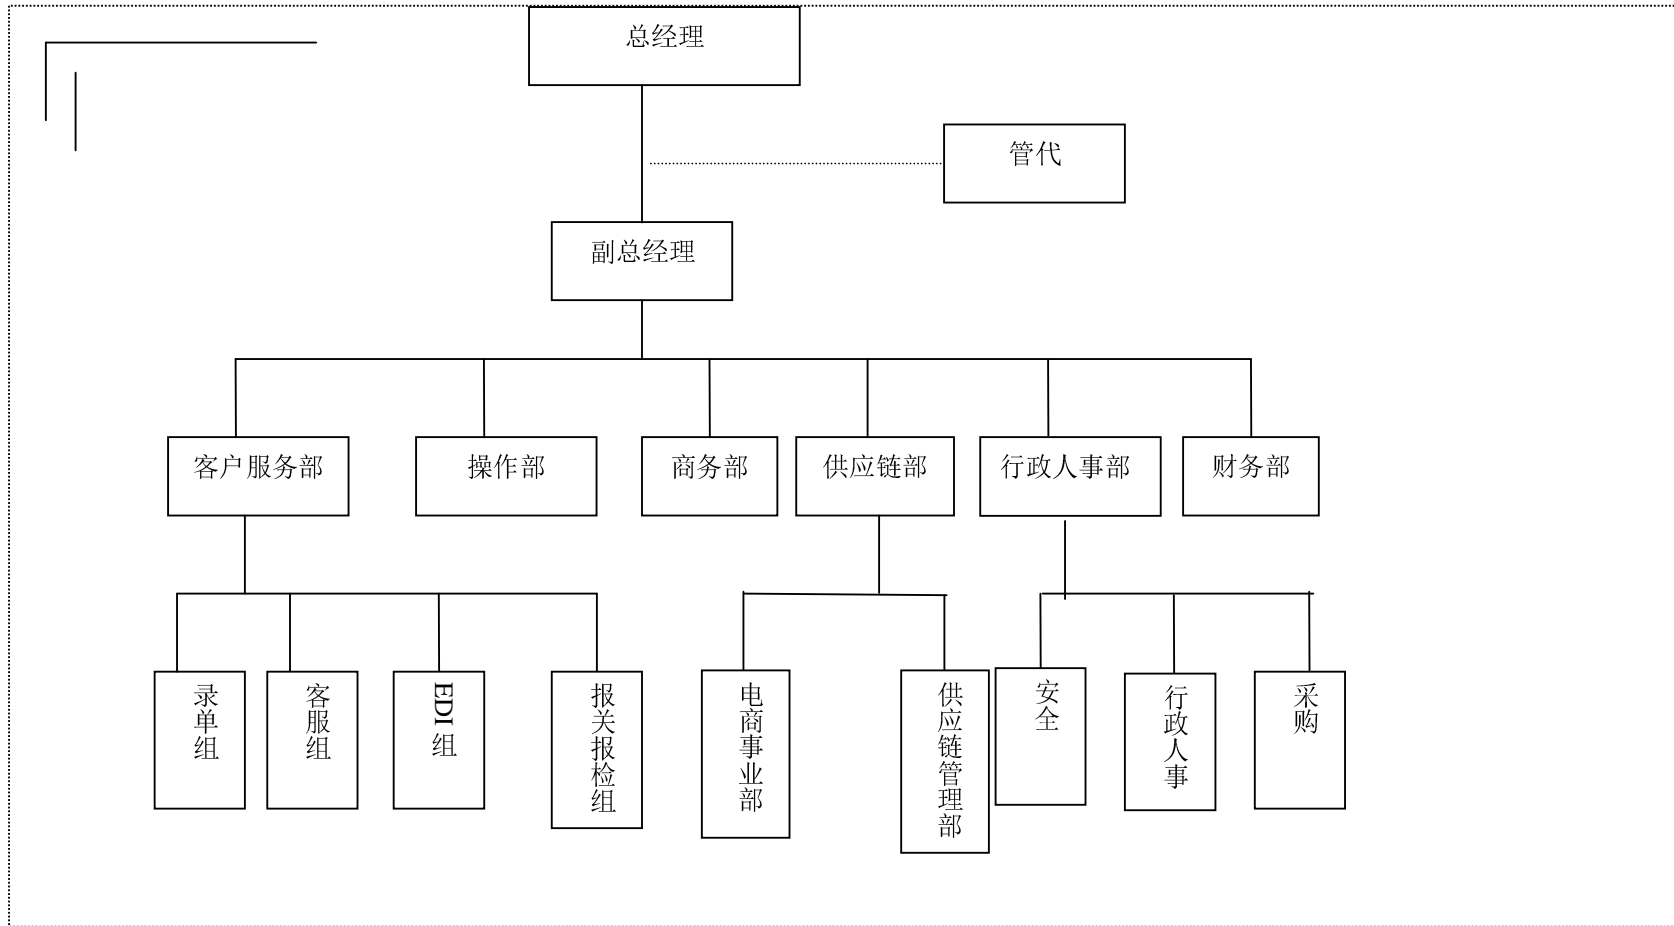 总经理
管代
副总经理
客户服务部
操作部
商务部
供应链部
行政人事部
财务部
录单组
客服组
EDI 组
报关报检组
电商事业部
供应链管理部
安全
行政人事
采购